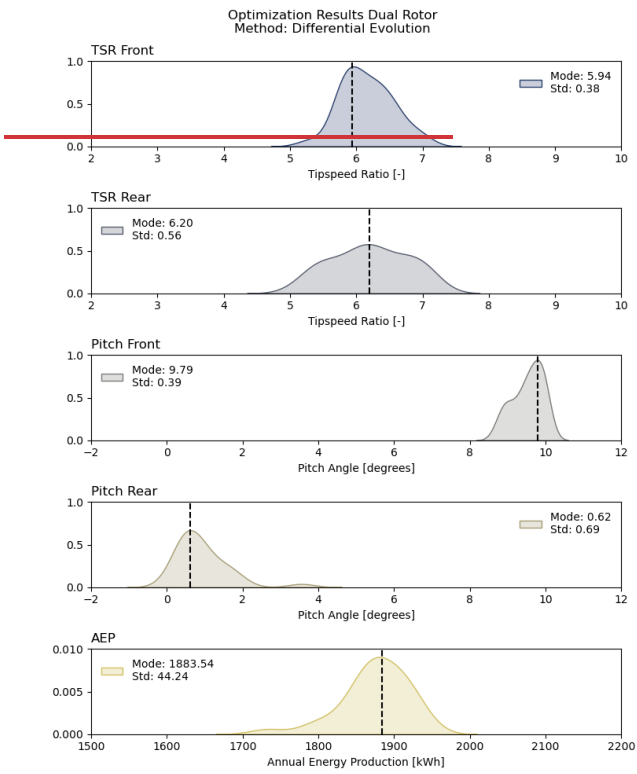 Optimization Results Dual Rotor
Method: Differential Evolution
TSR Front
1.0
0.5
0.0
Mode: 5.94
Std: 0.38
2 3 4 5 6 7 8 9 10
Tipspeed Ratio [-]
TSR Rear
1.0
0.5
0.0
Mode: 6.20
Std: 0.56
2 3 4 5 6 7 8 9 10
Tipspeed Ratio [-]
Pitch Front
1.0
0.5
0.0
Mode: 9.79
Std: 0.39
−2 0 2 4 6 8 10 12
Pitch Angle [degrees]
Pitch Rear
1.0
0.5
0.0
Mode: 0.62
Std: 0.69
−2 0 2 4 6 8 10 12
Pitch Angle [degrees]
AEP
0.010
0.005
0.000
Mode: 1883.54
Std: 44.24
1500 1600 1700 1800 1900 2000 2100 2200
Annual Energy Production [kWh]